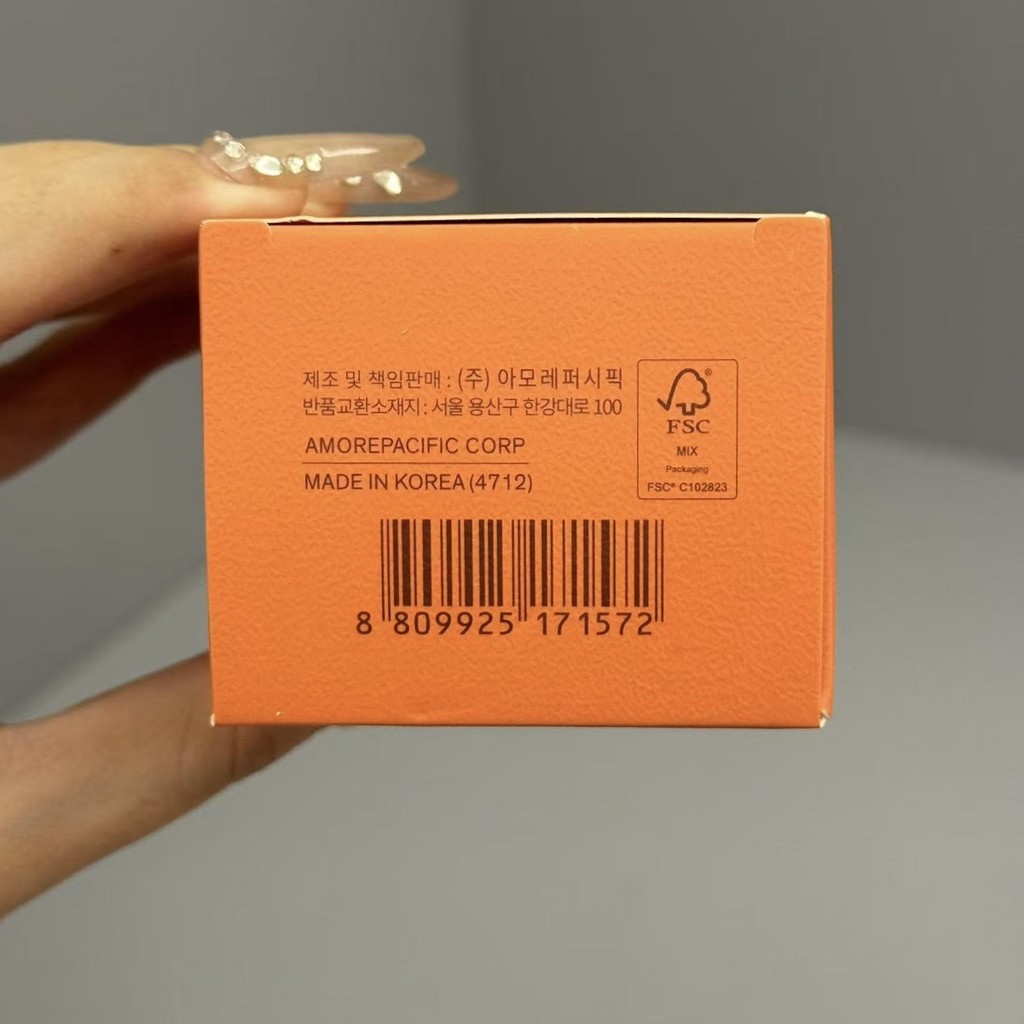 제조 및 책임판매 : (주) 아모레퍼시픽
반품교환소재지 : 서울 용산구 한강대로 100
AMOREPACIFIC CORP
MADE IN KOREA (4712)
®
FSC
MIX
Packaging
FSC® C102823
8 809925 171572